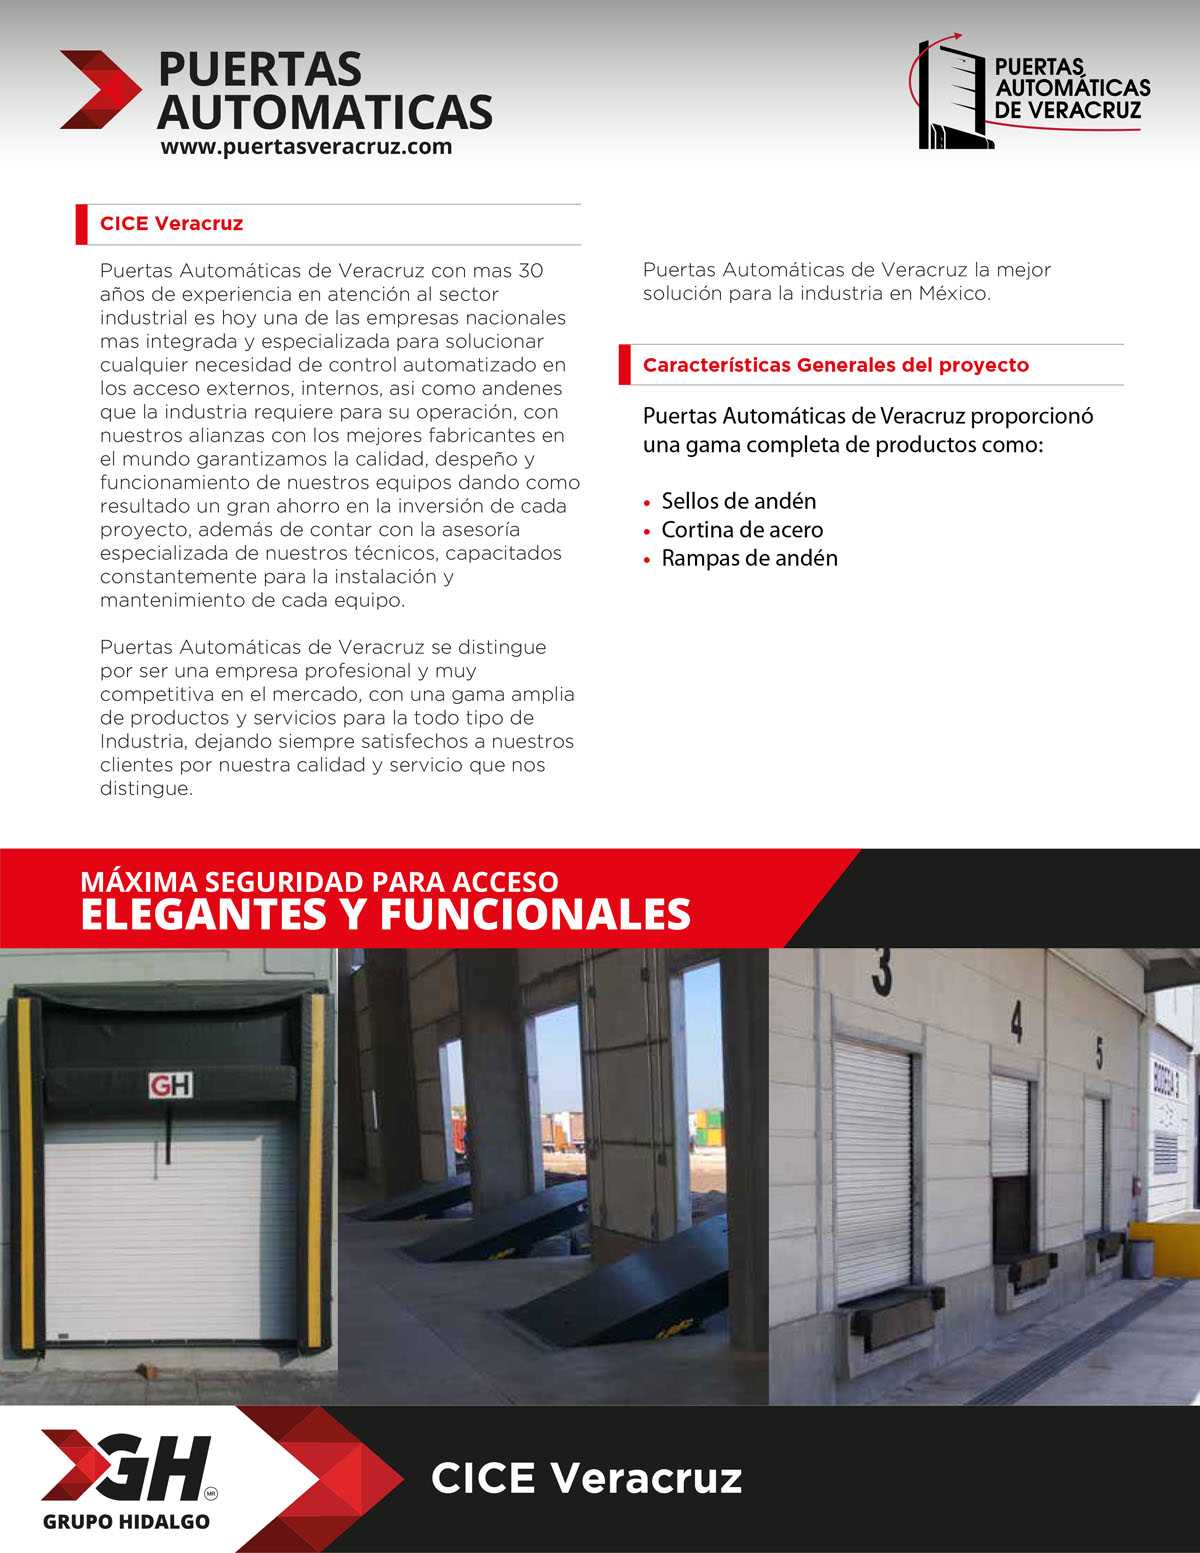 PUERTAS
AUTOMATICAS
www.puertasveracruz.com
PUERTAS
AUTOMÁTICAS
DE VERACRUZ
CICE Veracruz
Puertas Automáticas de Veracruz con mas 30
años de experiencia en atención al sector
industrial es hoy una de las empresas nacionales
mas integrada y especializada para solucionar
cualquier necesidad de control automatizado en
los acceso externos, internos, asi como andenes
que la industria requiere para su operación, con
nuestros alianzas con los mejores fabricantes en
el mundo garantizamos la calidad, despeño y
funcionamiento de nuestros equipos dando como
resultado un gran ahorro en la inversión de cada
proyecto, además de contar con la asesoría
especializada de nuestros técnicos, capacitados
constantemente para la instalación y
mantenimiento de cada equipo.
Puertas Automáticas de Veracruz se distingue
por ser una empresa profesional y muy
competitiva en el mercado, con una gama amplia
de productos y servicios para la todo tipo de
Industria, dejando siempre satisfechos a nuestros
clientes por nuestra calidad y servicio que nos
distingue.
Puertas Automáticas de Veracruz la mejor
solución para la industria en México.
Características Generales del proyecto
Puertas Automáticas de Veracruz proporcionó
una gama completa de productos como:
• Sellos de andén
• Cortina de acero
• Rampas de andén
MÁXIMA SEGURIDAD PARA ACCESO
ELEGANTES Y FUNCIONALES
GH
3
4
5
BODEGA 3
GH
MR
GRUPO HIDALGO
CICE Veracruz